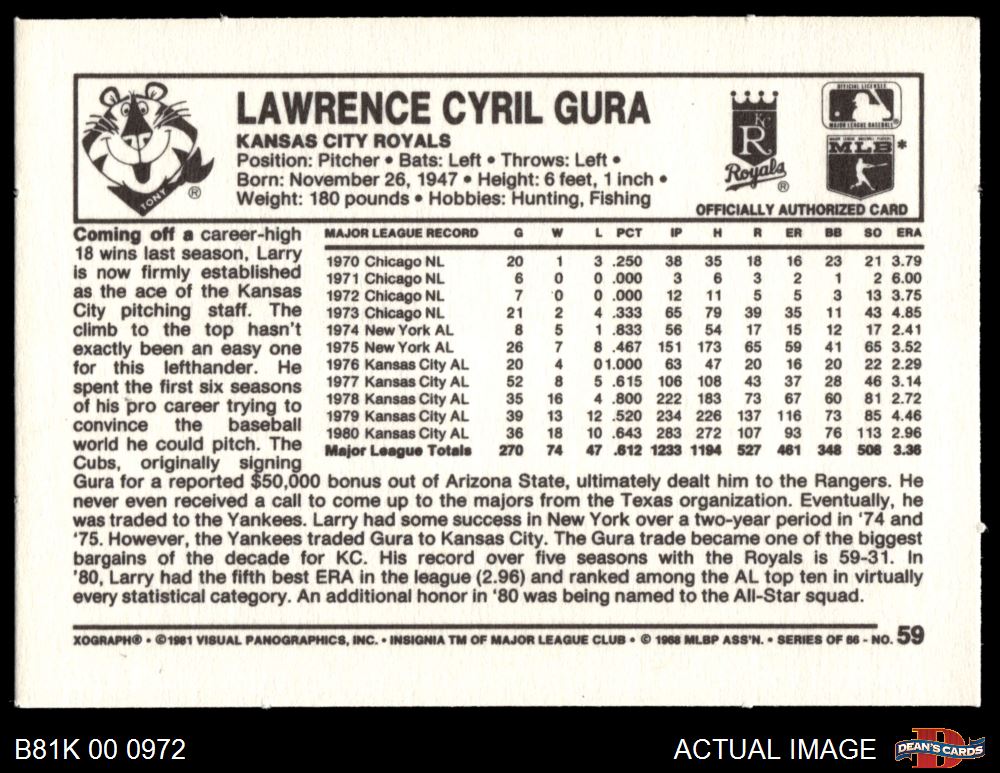 LAWRENCE CYRIL GURA
KANSAS CITY ROYALS
Position: Pitcher • Bats: Left • Throws: Left •
Born: November 26, 1947 • Height: 6 feet, 1 inch •
Weight: 180 pounds • Hobbies: Hunting, Fishing
TONY ®
KC R
Royals ®
OFFICIAL LICENSEE
MAJOR LEAGUE BASEBALL
MAJOR LEAGUE BASEBALL PLAYERS
MLB *
OFFICIALLY AUTHORIZED CARD
Coming off a career-high
18 wins last season, Larry
is now firmly established
as the ace of the Kansas
City pitching staff. The
climb to the top hasn't
exactly been an easy one
for this lefthander. He
spent the first six seasons
of his pro career trying to
convince the baseball
world he could pitch. The
Cubs, originally signing
Gura for a reported $50,000 bonus out of Arizona State, ultimately dealt him to the Rangers. He
never even received a call to come up to the majors from the Texas organization. Eventually, he
was traded to the Yankees. Larry had some success in New York over a two-year period in '74 and
'75. However, the Yankees traded Gura to Kansas City. The Gura trade became one of the biggest
bargains of the decade for KC. His record over five seasons with the Royals is 59-31. In
'80, Larry had the fifth best ERA in the league (2.96) and ranked among the AL top ten in virtually
every statistical category. An additional honor in '80 was being named to the All-Star squad.
MAJOR LEAGUE RECORD G W L PCT IP H R ER BB SO ERA
1970 Chicago NL 20 1 3 .250 38 35 18 16 23 21 3.79
1971 Chicago NL 6 0 0 .000 3 6 3 2 1 2 6.00
1972 Chicago NL 7 0 0 .000 12 11 5 5 3 13 3.75
1973 Chicago NL 21 2 4 .333 65 79 39 35 11 43 4.85
1974 New York AL 8 5 1 .833 56 54 17 15 12 17 2.41
1975 New York AL 26 7 8 .467 151 173 65 59 41 65 3.52
1976 Kansas City AL 20 4 0 1.000 63 47 20 16 20 22 2.29
1977 Kansas City AL 52 8 5 .615 106 108 43 37 28 46 3.14
1978 Kansas City AL 35 16 4 .800 222 183 73 67 60 81 2.72
1979 Kansas City AL 39 13 12 .520 234 226 137 116 73 85 4.46
1980 Kansas City AL 36 18 10 .643 283 272 107 93 76 113 2.96
Major League Totals 270 74 47 .612 1233 1194 527 461 348 508 3.36
XOGRAPH® • ©1981 VISUAL PANOGRAPHICS, INC. • INSIGNIA TM OF MAJOR LEAGUE CLUB • © 1968 MLBP ASS'N. • SERIES OF 66 - NO. 59
B81K 00 0972
ACTUAL IMAGE
D
DEAN'S CARDS